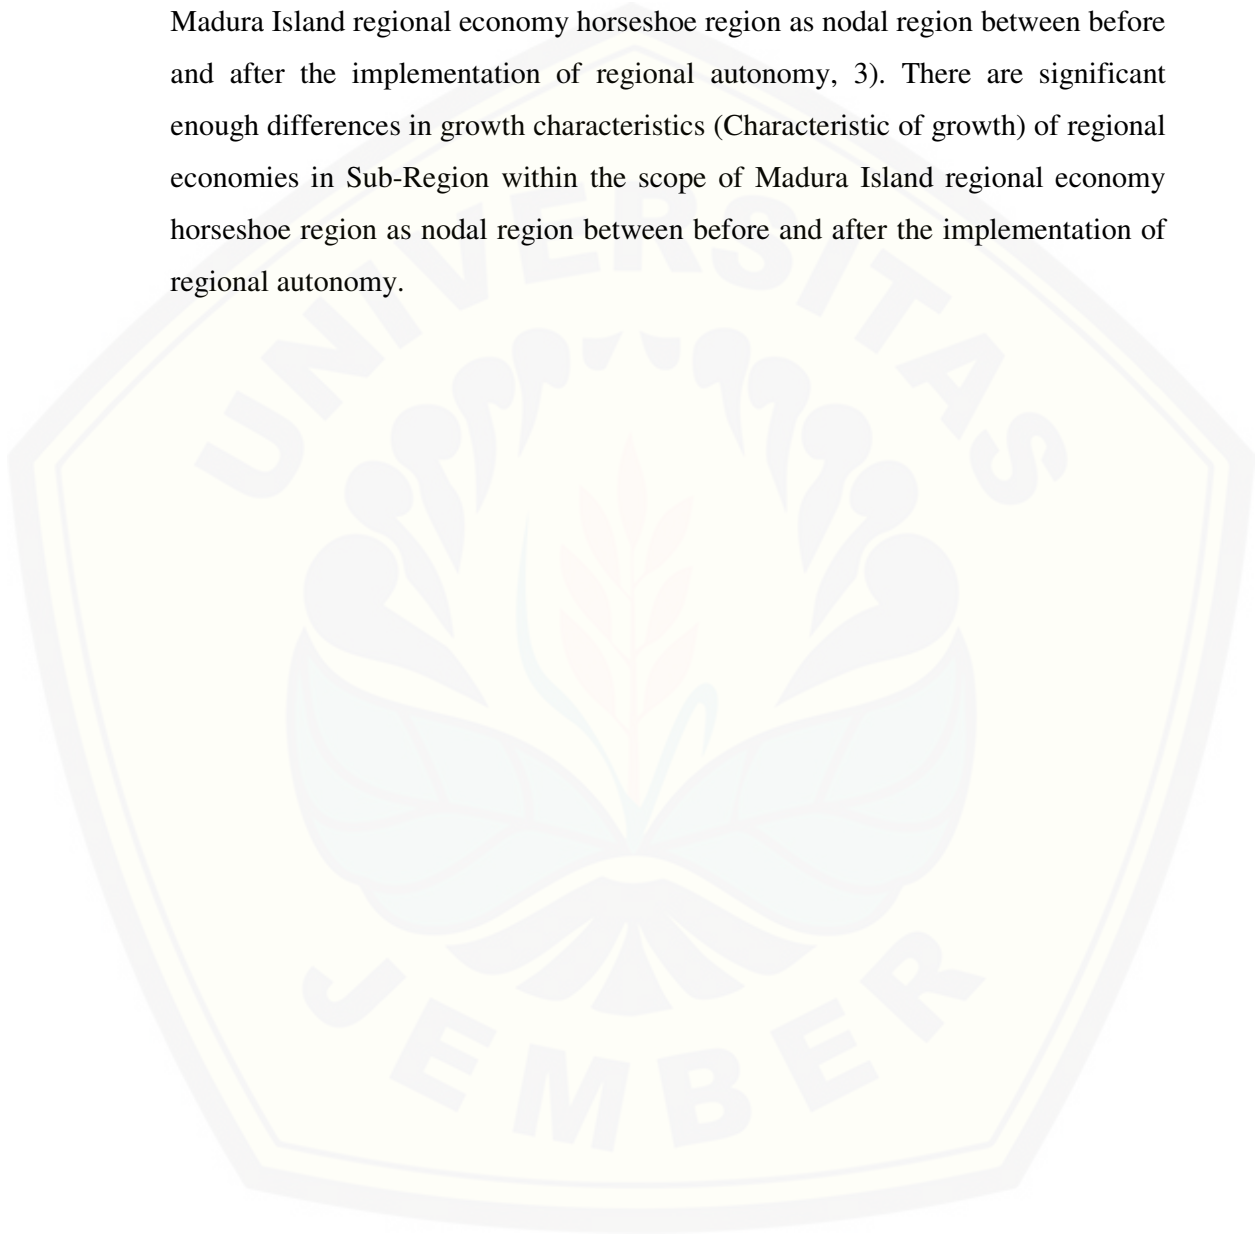 Madura Island regional economy horseshoe region as nodal region between before
and after the implementation of regional autonomy, 3). There are significant
enough differences in growth characteristics (Characteristic of growth) of regional
economies in Sub-Region within the scope of Madura Island regional economy
horseshoe region as nodal region between before and after the implementation of
regional autonomy.
UNIVERSITAS
JEMBER